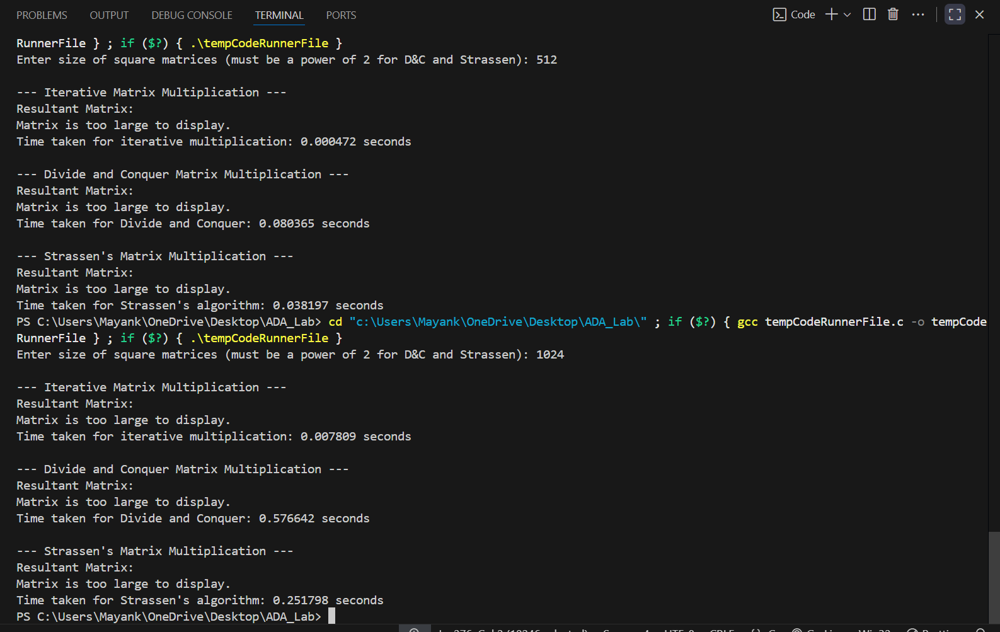 PROBLEMS OUTPUT DEBUG CONSOLE TERMINAL PORTS Code
RunnerFile } ; if ($?) { .\tempCodeRunnerFile }
Enter size of square matrices (must be a power of 2 for D&C and Strassen): 512
--- Iterative Matrix Multiplication ---
Resultant Matrix:
Matrix is too large to display.
Time taken for iterative multiplication: 0.000472 seconds
--- Divide and Conquer Matrix Multiplication ---
Resultant Matrix:
Matrix is too large to display.
Time taken for Divide and Conquer: 0.080365 seconds
--- Strassen's Matrix Multiplication ---
Resultant Matrix:
Matrix is too large to display.
Time taken for Strassen's algorithm: 0.038197 seconds
PS C:\Users\Mayank\OneDrive\Desktop\ADA_Lab> cd "c:\Users\Mayank\OneDrive\Desktop\ADA_Lab\" ; if ($?) { gcc tempCodeRunnerFile.c -o tempCode
RunnerFile } ; if ($?) { .\tempCodeRunnerFile }
Enter size of square matrices (must be a power of 2 for D&C and Strassen): 1024
--- Iterative Matrix Multiplication ---
Resultant Matrix:
Matrix is too large to display.
Time taken for iterative multiplication: 0.007809 seconds
--- Divide and Conquer Matrix Multiplication ---
Resultant Matrix:
Matrix is too large to display.
Time taken for Divide and Conquer: 0.576642 seconds
--- Strassen's Matrix Multiplication ---
Resultant Matrix:
Matrix is too large to display.
Time taken for Strassen's algorithm: 0.251798 seconds
PS C:\Users\Mayank\OneDrive\Desktop\ADA_Lab>